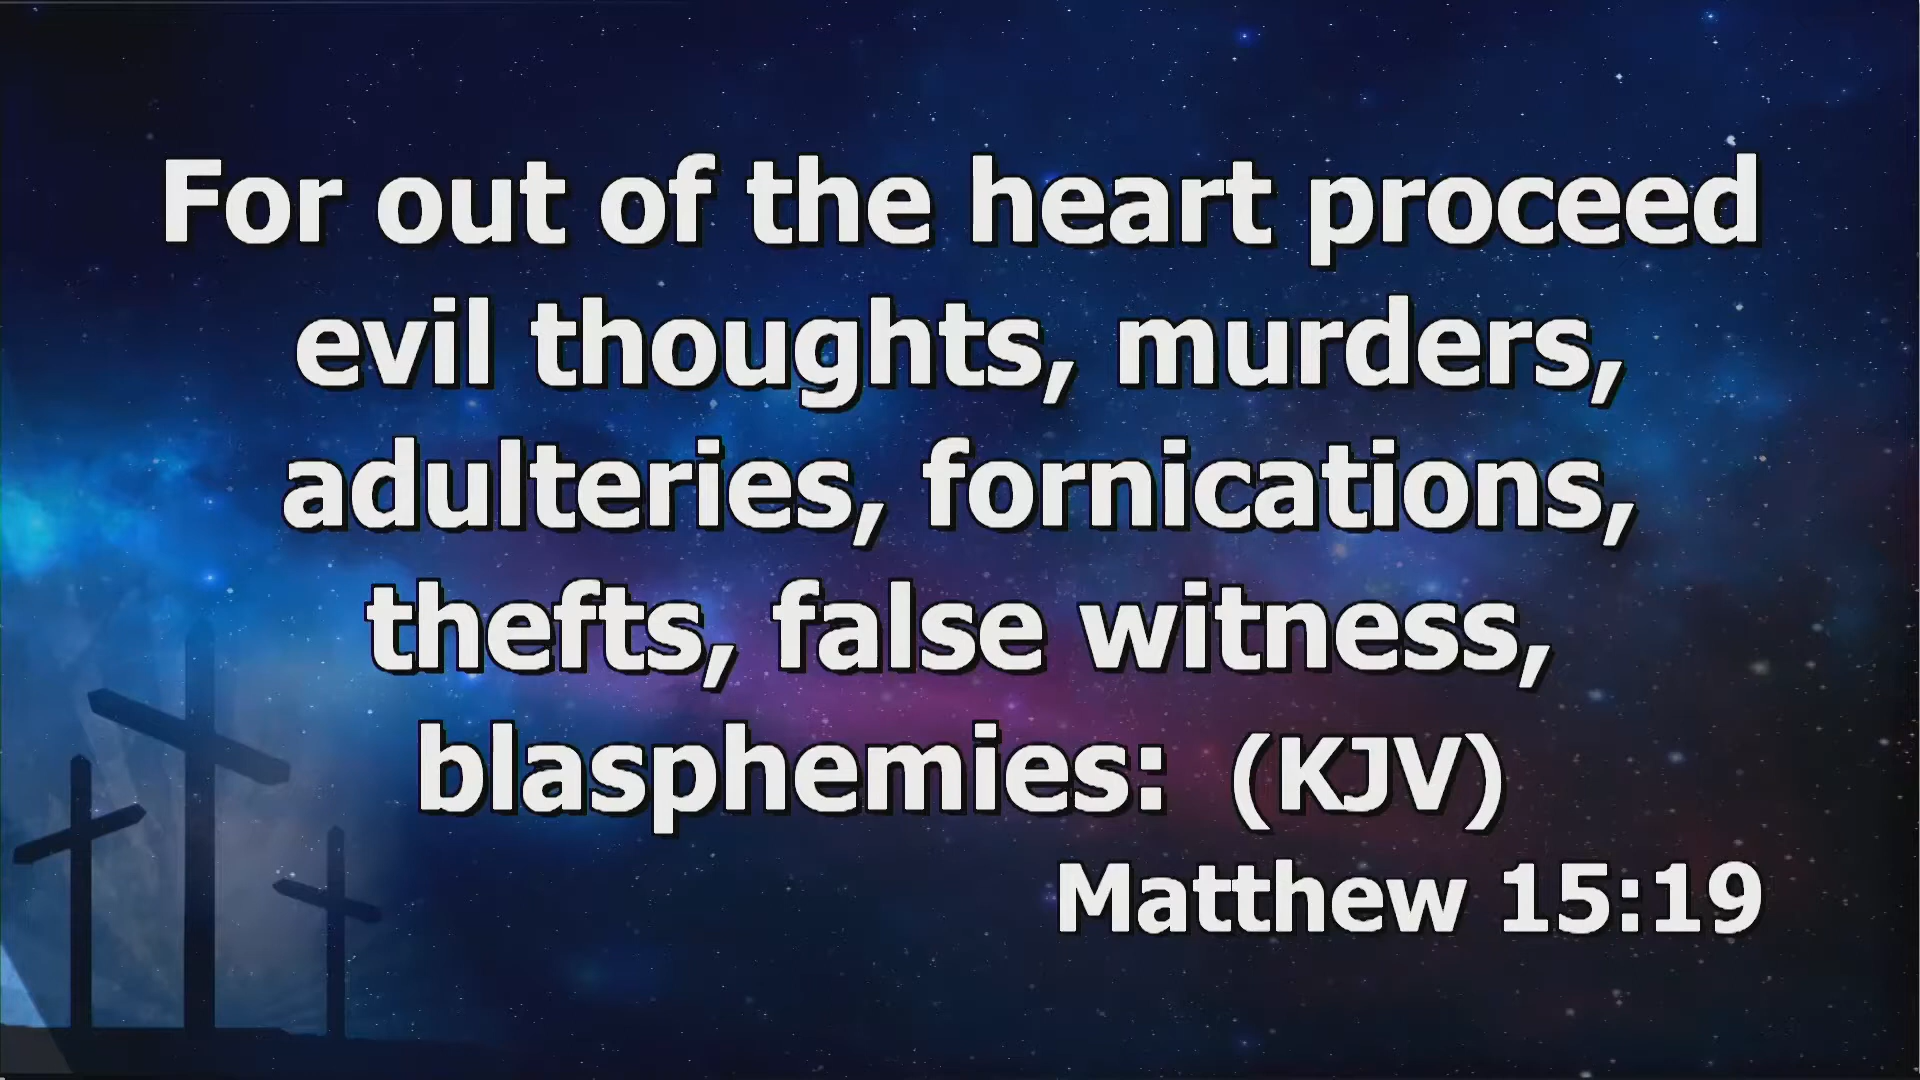 For out of the heart proceed
evil thoughts, murders,
adulteries, fornications,
thefts, false witness,
blasphemies:  (KJV)
Matthew 15:19